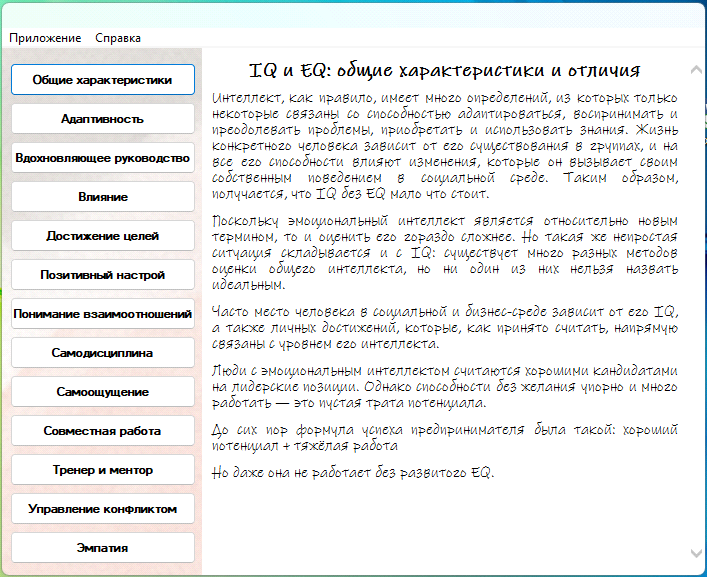 Приложение Справка
Общие характеристики
Адаптивность
Вдохновляющее руководство
Влияние
Достижение целей
Позитивный настрой
Понимание взаимоотношений
Самодисциплина
Самоощущение
Совместная работа
Тренер и ментор
Управление конфликтом
Эмпатия
IQ и EQ: общие характеристики и отличия
Интеллект, как правило, имеет много определений, из которых только
некоторые связаны со способностью адаптироваться, воспринимать и
преодолевать проблемы, приобретать и использовать знания. Жизнь
конкретного человека зависит от его существования в группах, и на
все его способности влияют изменения, которые он вызывает своим
собственным поведением в социальной среде. Таким образом,
получается, что IQ без EQ мало что стоит.
Поскольку эмоциональный интеллект является относительно новым
термином, то и оценить его гораздо сложнее. Но такая же непростая
ситуация складывается и с IQ: существует много разных методов
оценки общего интеллекта, но ни один из них нельзя назвать
идеальным.
Часто место человека в социальной и бизнес-среде зависит от его IQ,
а также личных достижений, которые, как принято считать, напрямую
связаны с уровнем его интеллекта.
Люди с эмоциональным интеллектом считаются хорошими кандидатами
на лидерские позиции. Однако способности без желания упорно и много
работать — это пустая трата потенциала.
До сих пор формула успеха предпринимателя была такой: хороший
потенциал + тяжёлая работа
Но даже она не работает без развитого EQ.